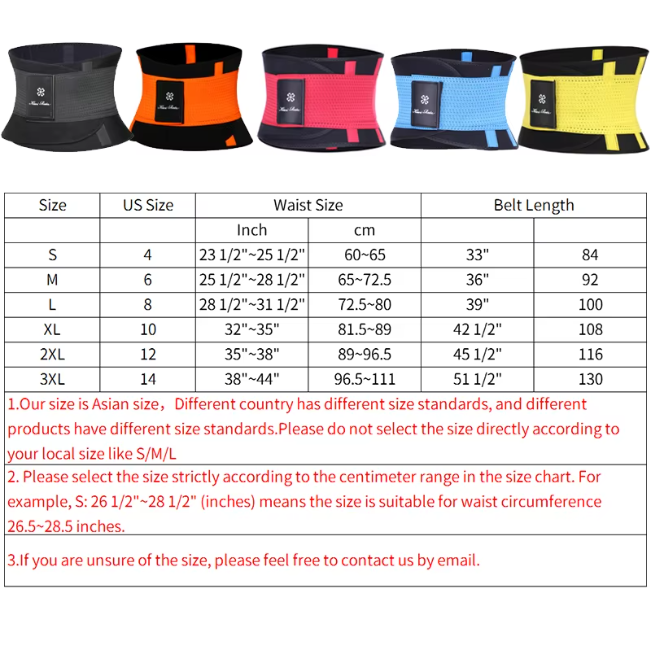 Size US Size Waist Size Belt Length
Inch cm
S 4 23 1/2"~25 1/2" 60~65 33" 84
M 6 25 1/2"~28 1/2" 65~72.5 36" 92
L 8 28 1/2"~31 1/2" 72.5~80 39" 100
XL 10 32"~35" 81.5~89 42 1/2" 108
2XL 12 35"~38" 89~96.5 45 1/2" 116
3XL 14 38"~44" 96.5~111 51 1/2" 130
1.Our size is Asian size，Different country has different size standards, and different
products have different size standards.Please do not select the size directly according to
your local size like S/M/L
2. Please select the size strictly according to the centimeter range in the size chart. For
example, S: 26 1/2"~28 1/2" (inches) means the size is suitable for waist circumference
26.5~28.5 inches.
3.If you are unsure of the size, please feel free to contact us by email.